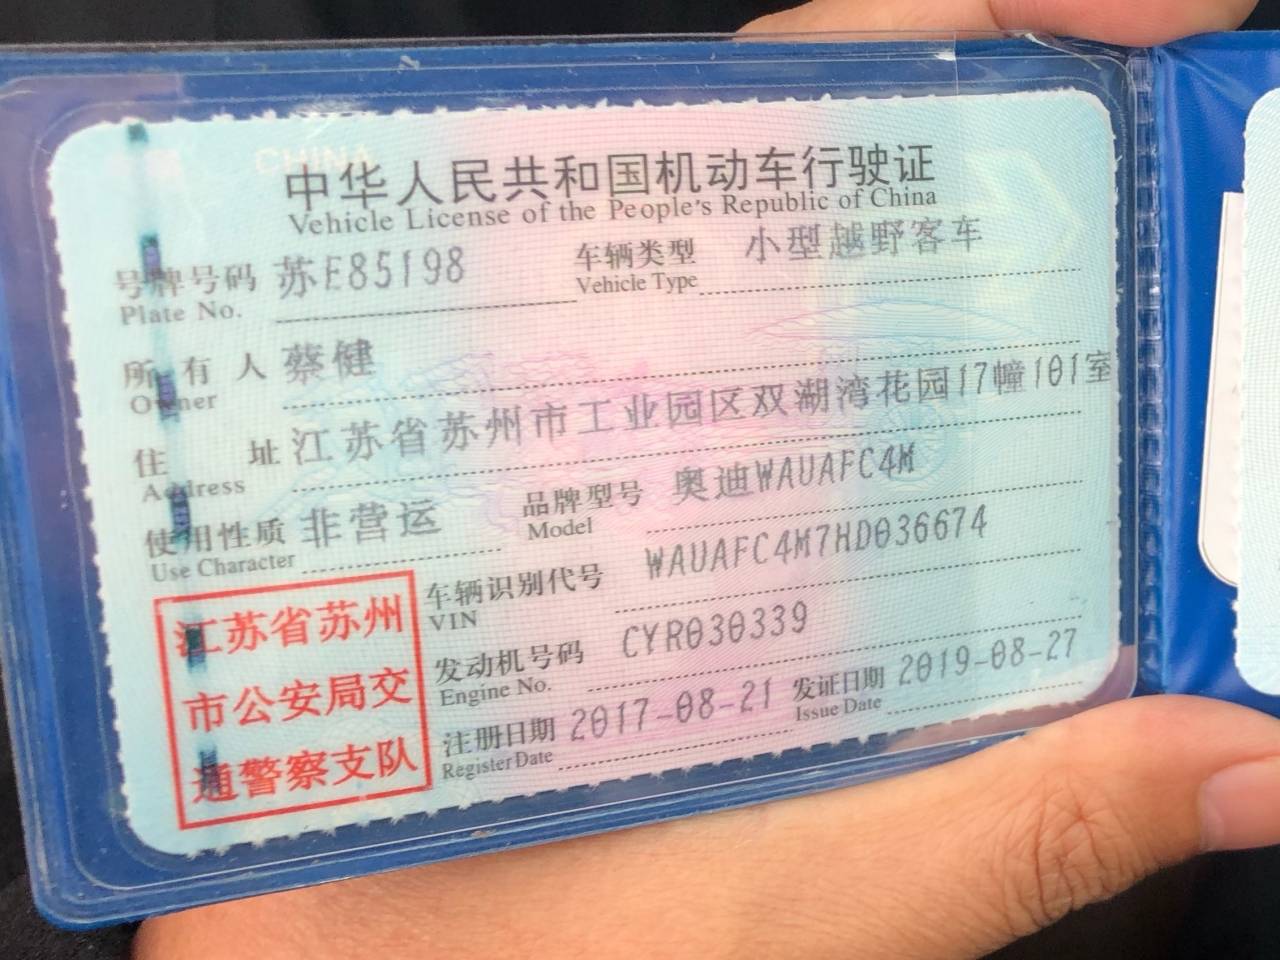 CHINA
中华人民共和国机动车行驶证
Vehicle License of the People's Republic of China
号牌号码 苏E85198 车辆类型 小型越野客车
Plate No. Vehicle Type
所有人 蔡健
Owner
住址 江苏省苏州市工业园区双湖湾花园17幢101室
Address
使用性质 非营运 品牌型号 奥迪WAUAFC4M
Use Character Model
车辆识别代号 WAUAFC4M7HD036674
VIN
发动机号码 CYR030339
Engine No.
注册日期 2017-08-21 发证日期 2019-08-27
Register Date Issue Date
江苏省苏州
市公安局交
通警察支队